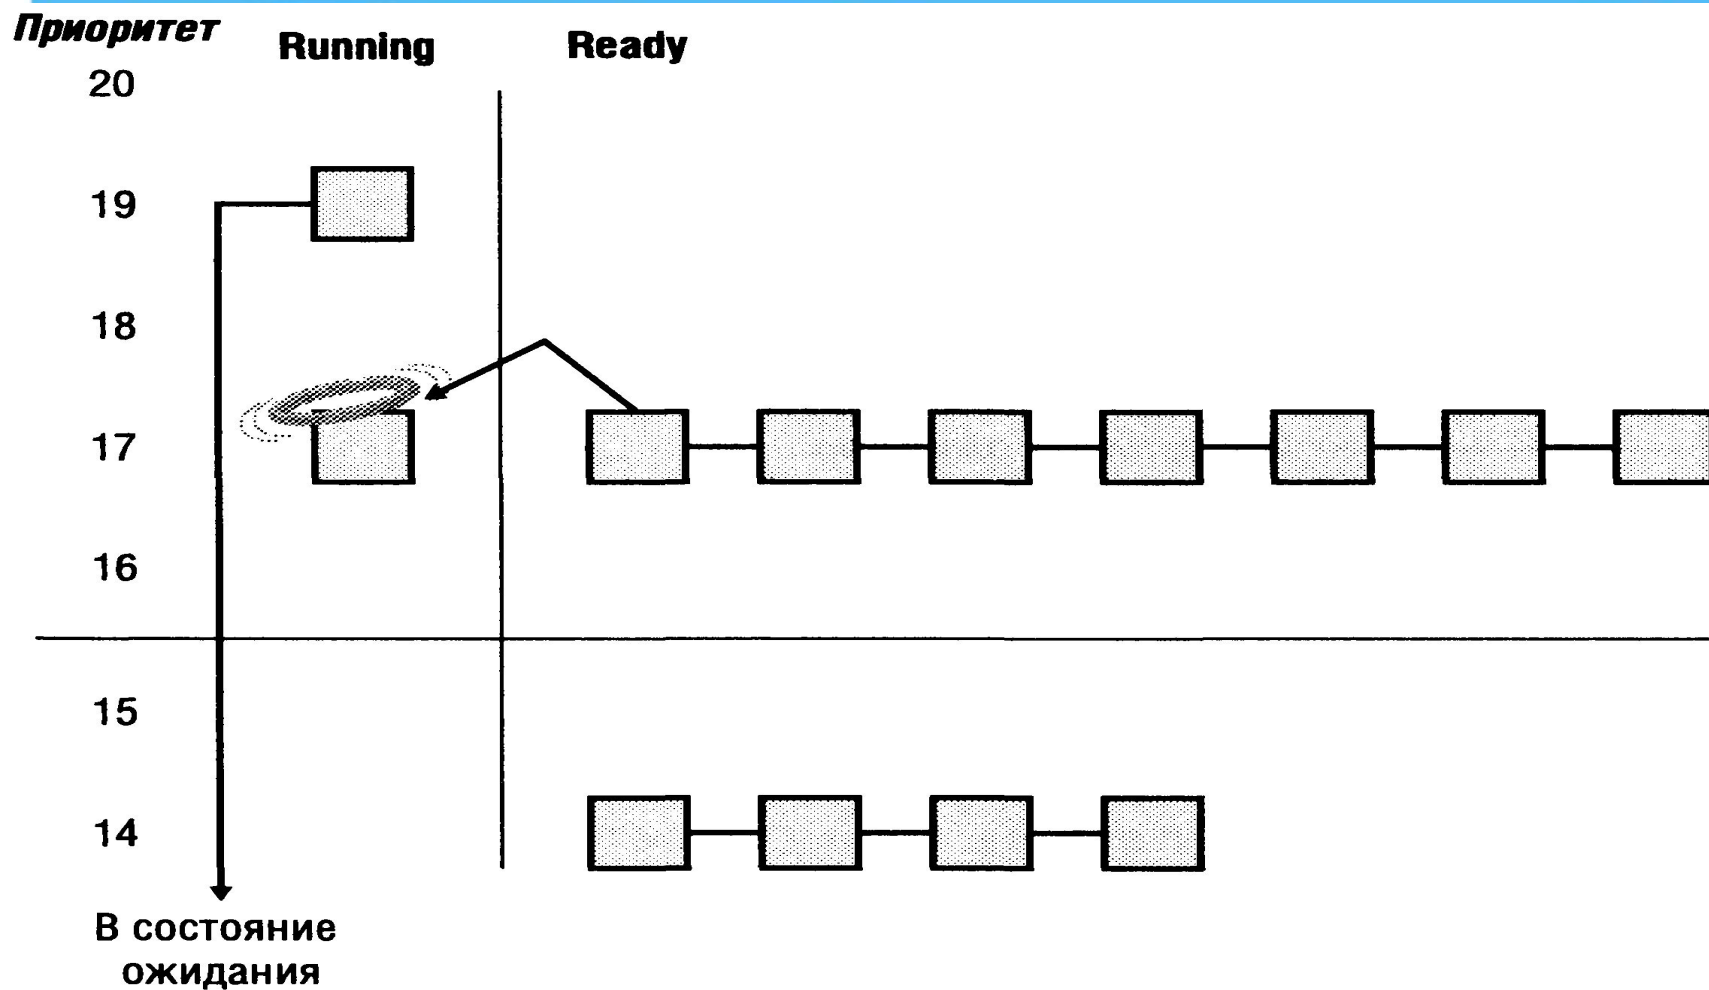 Приоритет
Running
Ready
20
19
18
17
16
15
14
В состояние
ожидания